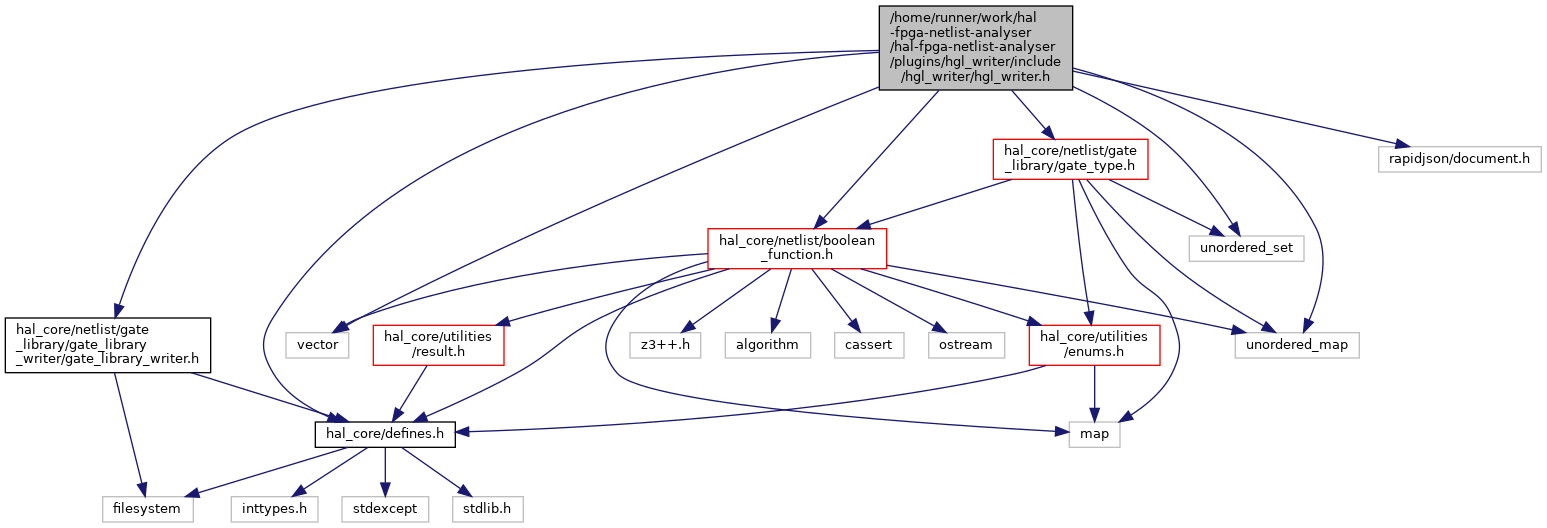 /home/runner/work/hal
-fpga-netlist-analyser
/hal-fpga-netlist-analyser
/plugins/hgl_writer/include
/hgl_writer/hgl_writer.h
hal_core/netlist/gate
_library/gate_type.h
rapidjson/document.h
hal_core/netlist/boolean
_function.h
unordered_set
hal_core/netlist/gate
_library/gate_library
_writer/gate_library_writer.h
vector
hal_core/utilities
/result.h
z3++.h
algorithm
cassert
ostream
hal_core/utilities
/enums.h
unordered_map
hal_core/defines.h
map
filesystem
inttypes.h
stdexcept
stdlib.h